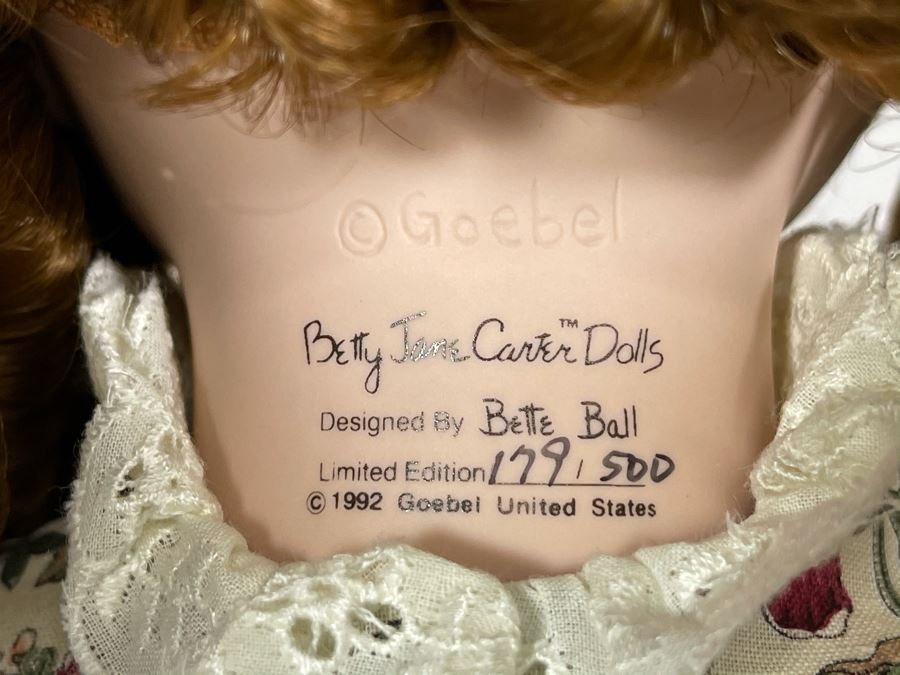 ©Goebel
Betty Jane Carter™ Dolls
Designed By Bette Ball
Limited Edition 179 / 500
© 1992 Goebel United States